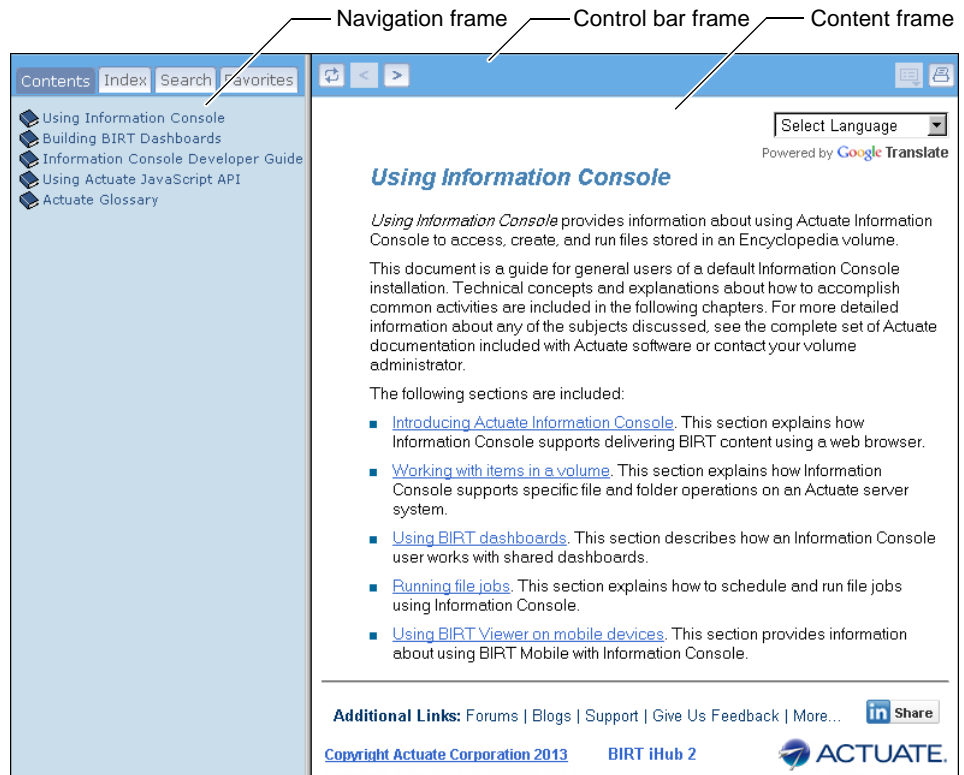 Navigation frame
Control bar frame
Content frame
Contents
Index
Search
Favorites
<
>
Using Information Console
Building BIRT Dashboards
Information Console Developer Guide
Using Actuate JavaScript API
Actuate Glossary
Select Language
Powered by Google Translate
Using Information Console
Using Information Console provides information about using Actuate Information
Console to access, create, and run files stored in an Encyclopedia volume.
This document is a guide for general users of a default Information Console
installation. Technical concepts and explanations about how to accomplish
common activities are included in the following chapters. For more detailed
information about any of the subjects discussed, see the complete set of Actuate
documentation included with Actuate software or contact your volume
administrator.
The following sections are included:
Introducing Actuate Information Console. This section explains how
Information Console supports delivering BIRT content using a web browser.
Working with items in a volume. This section explains how Information
Console supports specific file and folder operations on an Actuate server
system.
Using BIRT dashboards. This section describes how an Information Console
user works with shared dashboards.
Running file jobs. This section explains how to schedule and run file jobs
using Information Console.
Using BIRT Viewer on mobile devices. This section provides information
about using BIRT Mobile with Information Console.
Additional Links: Forums | Blogs | Support | Give Us Feedback | More...
in Share
Copyright Actuate Corporation 2013
BIRT iHub 2
ACTUATE.